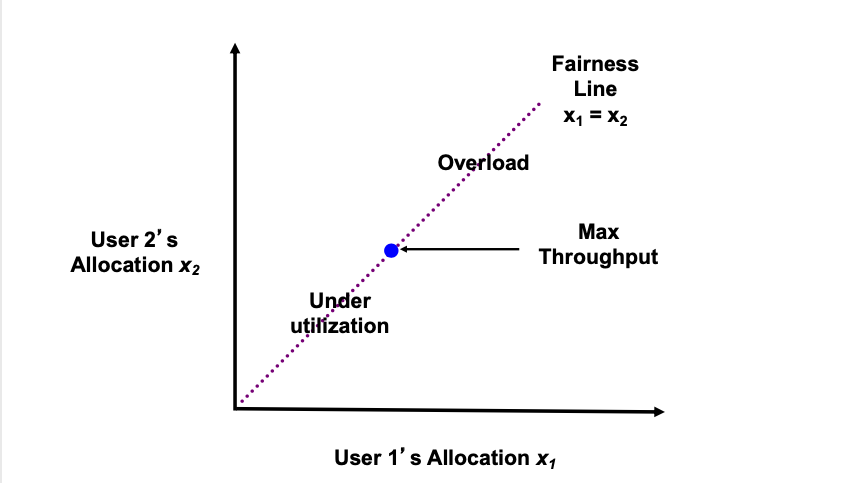 Fairness
Line
x₁ = x₂
Overload
Max
Throughput
User 2’s
Allocation x₂
Under
utilization
User 1’s Allocation x₁